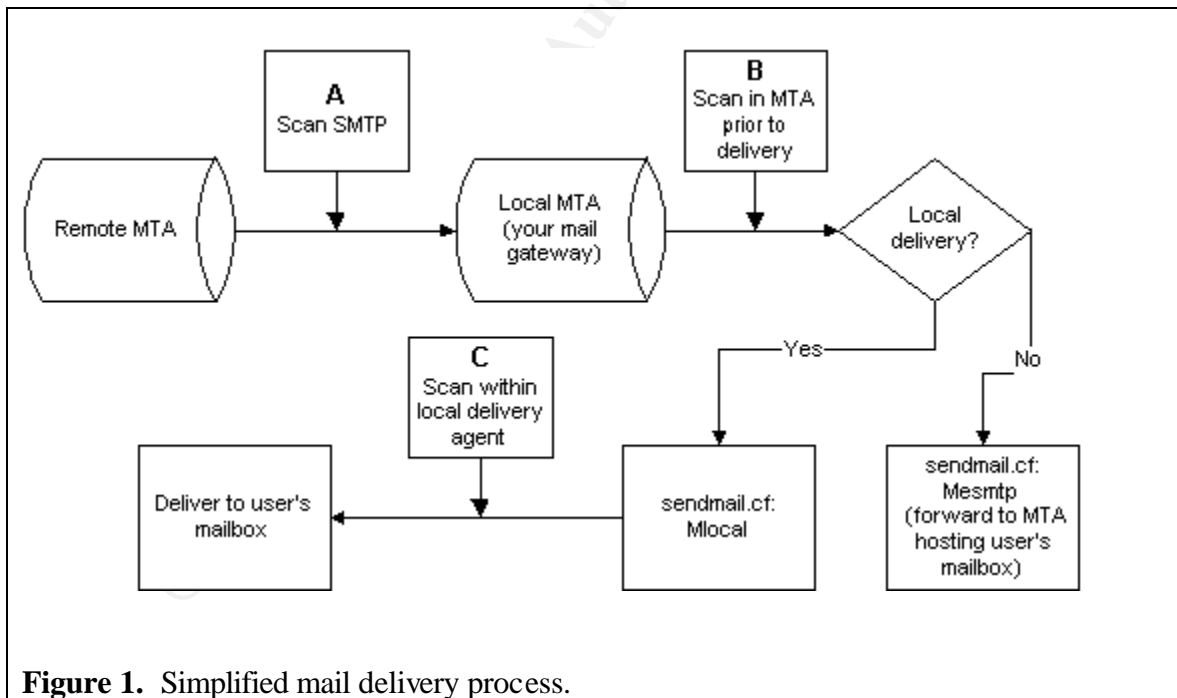 A
Scan SMTP
B
Scan in MTA
prior to
delivery
Remote MTA
Local MTA
(your mail
gateway)
Local
delivery?
Yes
No
C
Scan within
local delivery
agent
Deliver to user's
mailbox
sendmail.cf:
Mlocal
sendmail.cf:
Mesmtp
(forward to MTA
hosting user's
mailbox)
Figure 1. Simplified mail delivery process.